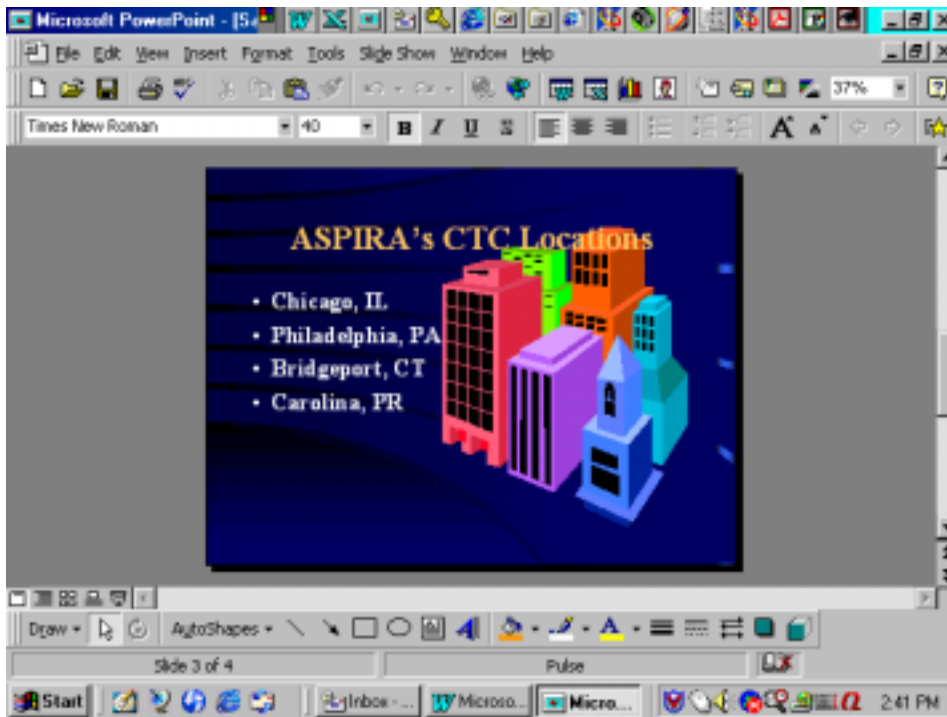 Microsoft PowerPoint - [SA
File Edit View Insert Format Tools Slide Show Window Help
37%
Times New Roman 40 B I U S A A
ASPIRA's CTC Locations
• Chicago, IL
• Philadelphia, PA
• Bridgeport, CT
• Carolina, PR
Draw AutoShapes
Slide 3 of 4 Pulse
Start Inbox - ... Microso... Micro... 2:41 PM